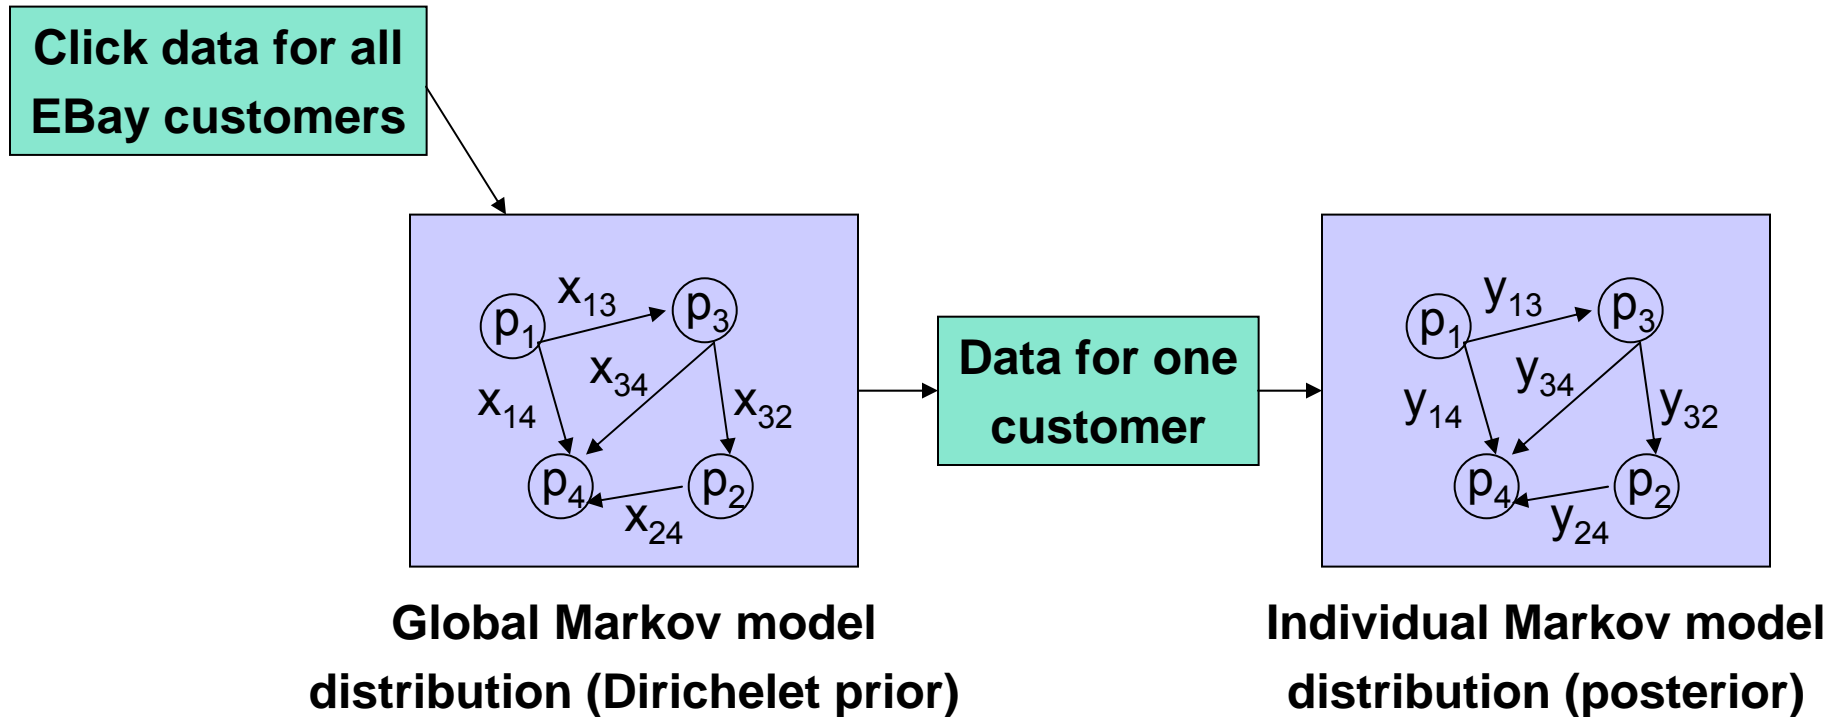 Click data for all
EBay customers
p₁
x₁₃
p₃
x₃₄
x₁₄
x₃₂
p₄
p₂
x₂₄
Global Markov model
distribution (Dirichelet prior)
Data for one
customer
p₁
y₁₃
p₃
y₃₄
y₁₄
y₃₂
p₄
p₂
y₂₄
Individual Markov model
distribution (posterior)